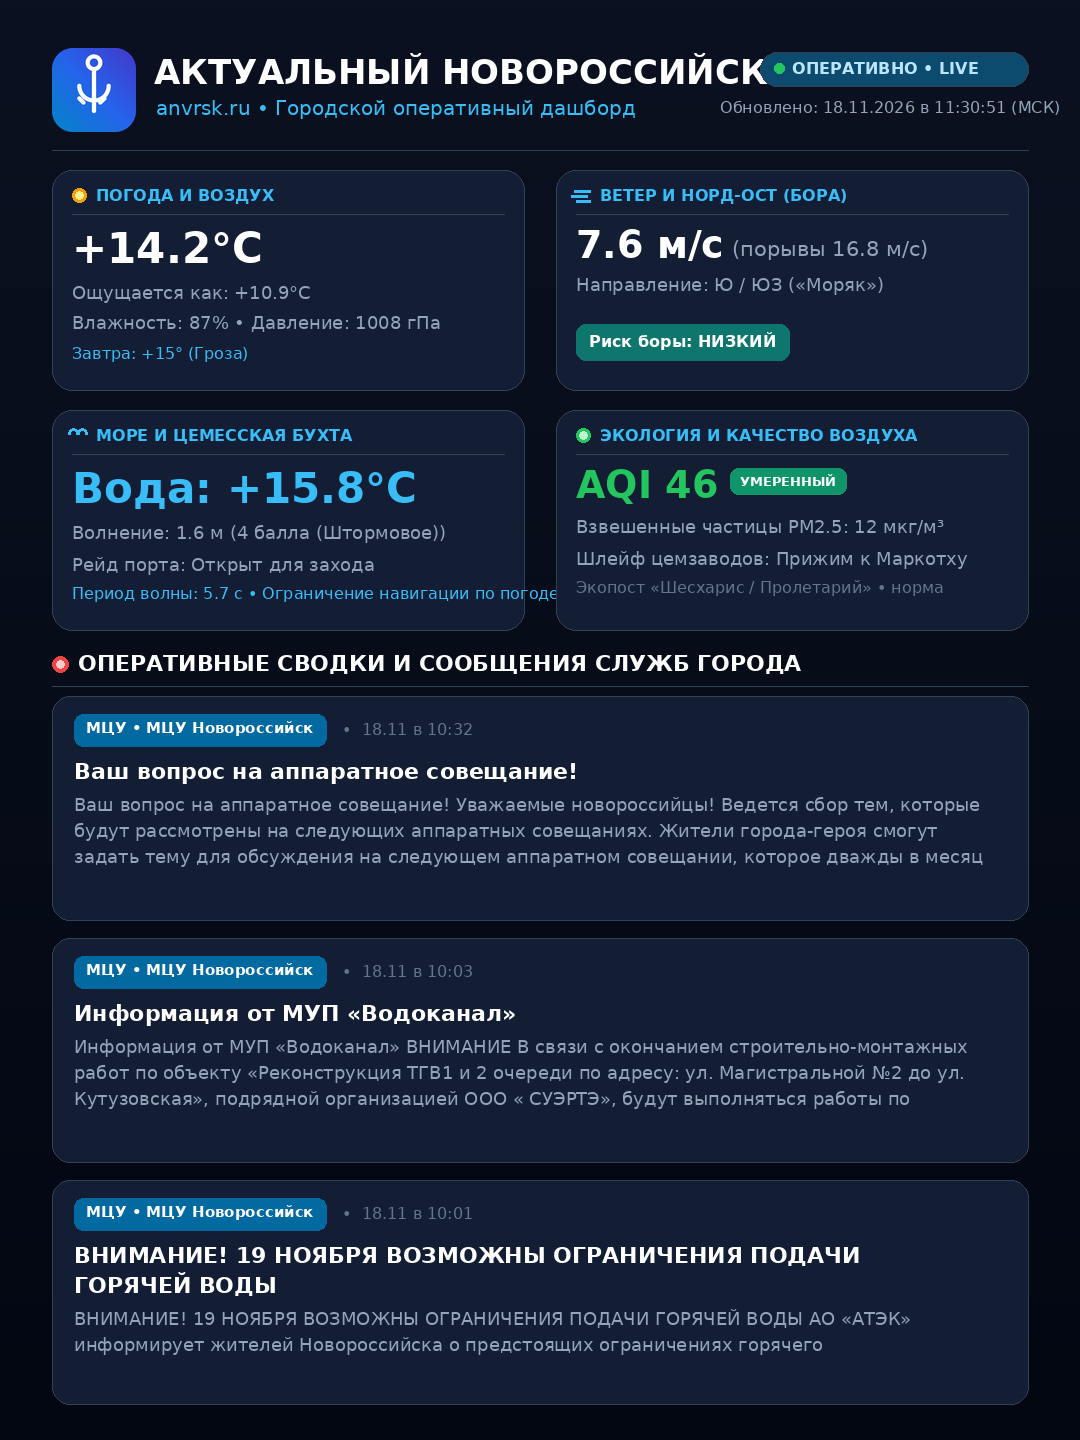 АКТУАЛЬНЫЙ НОВОРОССИЙСК
ОПЕРАТИВНО • LIVE
anvrsk.ru • Городской оперативный дашборд
Обновлено: 18.11.2026 в 11:30:51 (МСК)
ПОГОДА И ВОЗДУХ
+14.2°C
Ощущается как: +10.9°C
Влажность: 87% • Давление: 1008 гПа
Завтра: +15° (Гроза)
ВЕТЕР И НОРД-ОСТ (БОРА)
7.6 м/с (порывы 16.8 м/с)
Направление: Ю / ЮЗ («Моряк»)
Риск боры: НИЗКИЙ
МОРЕ И ЦЕМЕССКАЯ БУХТА
Вода: +15.8°C
Волнение: 1.6 м (4 балла (Штормовое))
Рейд порта: Открыт для захода
Период волны: 5.7 с • Ограничение навигации по погоде
ЭКОЛОГИЯ И КАЧЕСТВО ВОЗДУХА
AQI 46 УМЕРЕННЫЙ
Взвешенные частицы PM2.5: 12 мкг/м³
Шлейф цемзаводов: Прижим к Маркотху
Экопост «Шесхарис / Пролетарий» • норма
ОПЕРАТИВНЫЕ СВОДКИ И СООБЩЕНИЯ СЛУЖБ ГОРОДА
МЦУ • МЦУ Новороссийск • 18.11 в 10:32
Ваш вопрос на аппаратное совещание!
Ваш вопрос на аппаратное совещание! Уважаемые новороссийцы! Ведется сбор тем, которые
будут рассмотрены на следующих аппаратных совещаниях. Жители города-героя смогут
задать тему для обсуждения на следующем аппаратном совещании, которое дважды в месяц
МЦУ • МЦУ Новороссийск • 18.11 в 10:03
Информация от МУП «Водоканал»
Информация от МУП «Водоканал» ВНИМАНИЕ В связи с окончанием строительно-монтажных
работ по объекту «Реконструкция ТГВ1 и 2 очереди по адресу: ул. Магистральной №2 до ул.
Кутузовская», подрядной организацией ООО « СУЭРТЭ», будут выполняться работы по
МЦУ • МЦУ Новороссийск • 18.11 в 10:01
ВНИМАНИЕ! 19 НОЯБРЯ ВОЗМОЖНЫ ОГРАНИЧЕНИЯ ПОДАЧИ
ГОРЯЧЕЙ ВОДЫ
ВНИМАНИЕ! 19 НОЯБРЯ ВОЗМОЖНЫ ОГРАНИЧЕНИЯ ПОДАЧИ ГОРЯЧЕЙ ВОДЫ АО «АТЭК»
информирует жителей Новороссийска о предстоящих ограничениях горячего